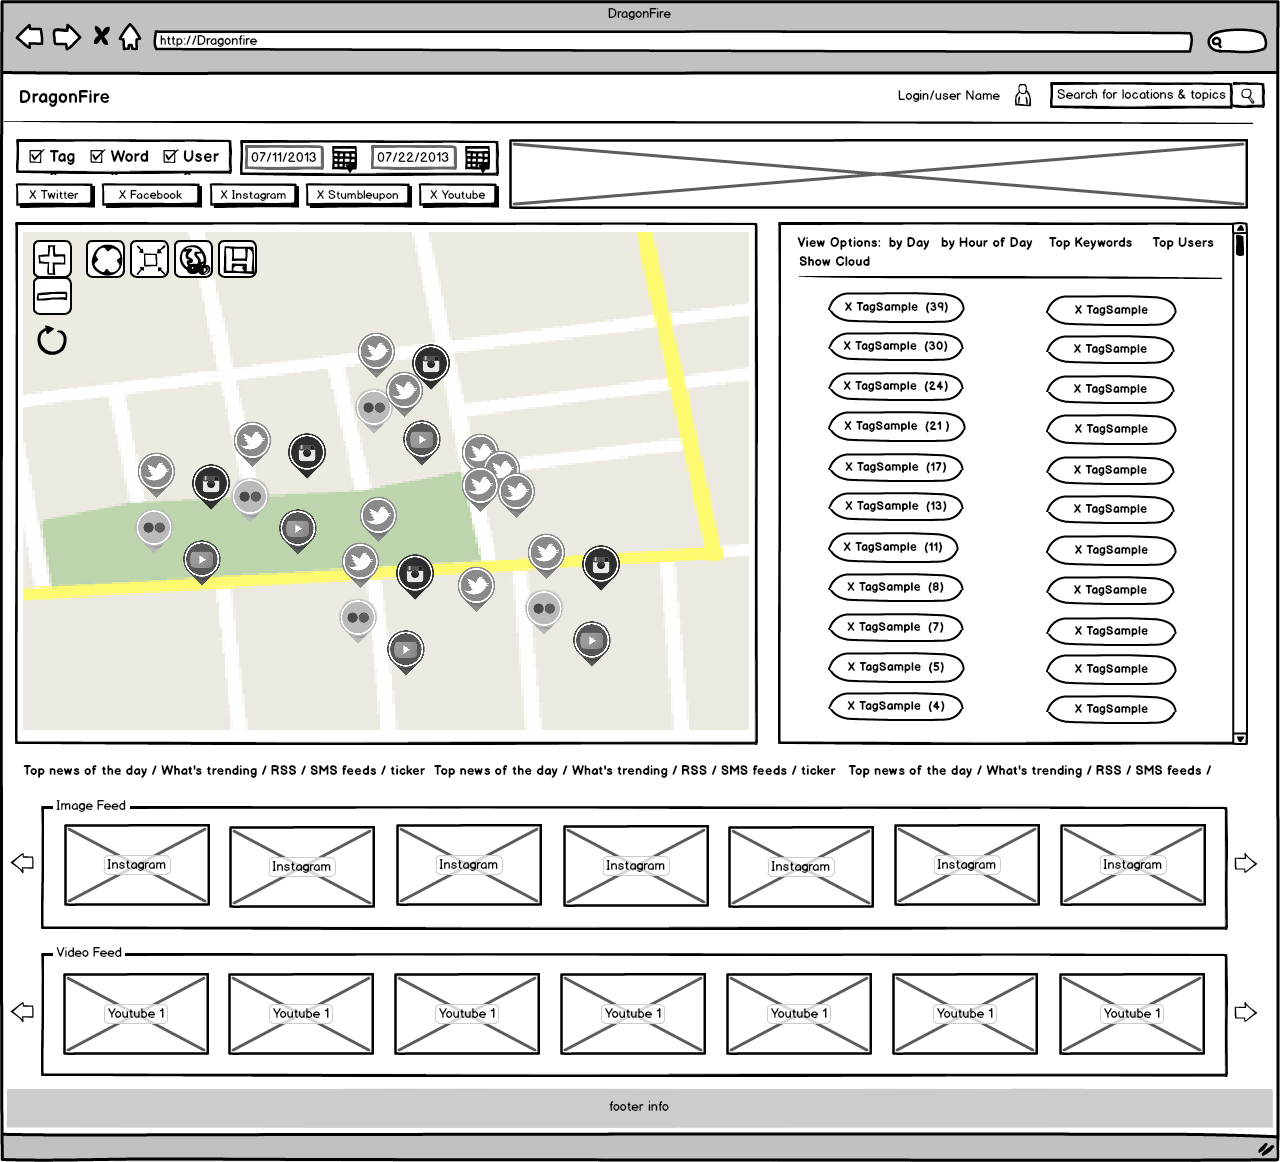 DragonFire
http://Dragonfire
DragonFire
Login/user Name
Search for locations & topics
Tag Word User
07/11/2013 07/22/2013
X Twitter X Facebook X Instagram X Stumbleupon X Youtube
View Options: by Day by Hour of Day Top Keywords Top Users
Show Cloud
X TagSample (39) X TagSample
X TagSample (30) X TagSample
X TagSample (24) X TagSample
X TagSample (21) X TagSample
X TagSample (17) X TagSample
X TagSample (13) X TagSample
X TagSample (11) X TagSample
X TagSample (8) X TagSample
X TagSample (7) X TagSample
X TagSample (5) X TagSample
X TagSample (4) X TagSample
Top news of the day / What's trending / RSS / SMS feeds / ticker Top news of the day / What's trending / RSS / SMS feeds / ticker Top news of the day / What's trending / RSS / SMS feeds /
Image Feed
Instagram Instagram Instagram Instagram Instagram Instagram Instagram
Video Feed
Youtube 1 Youtube 1 Youtube 1 Youtube 1 Youtube 1 Youtube 1 Youtube 1
footer info